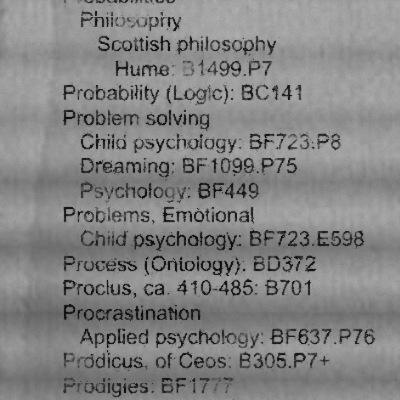 Probabilities
Philosophy
Scottish philosophy
Hume: B1499.P7
Probability (Logic): BC141
Problem solving
Child psychology: BF723.P8
Dreaming: BF1099.P75
Psychology: BF449
Problems, Emotional
Child psychology: BF723.E598
Process (Ontology): BD372
Proclus, ca. 410-485: B701
Procrastination
Applied psychology: BF637.P76
Prodicus, of Ceos: B305.P7+
Prodigies: BF1777